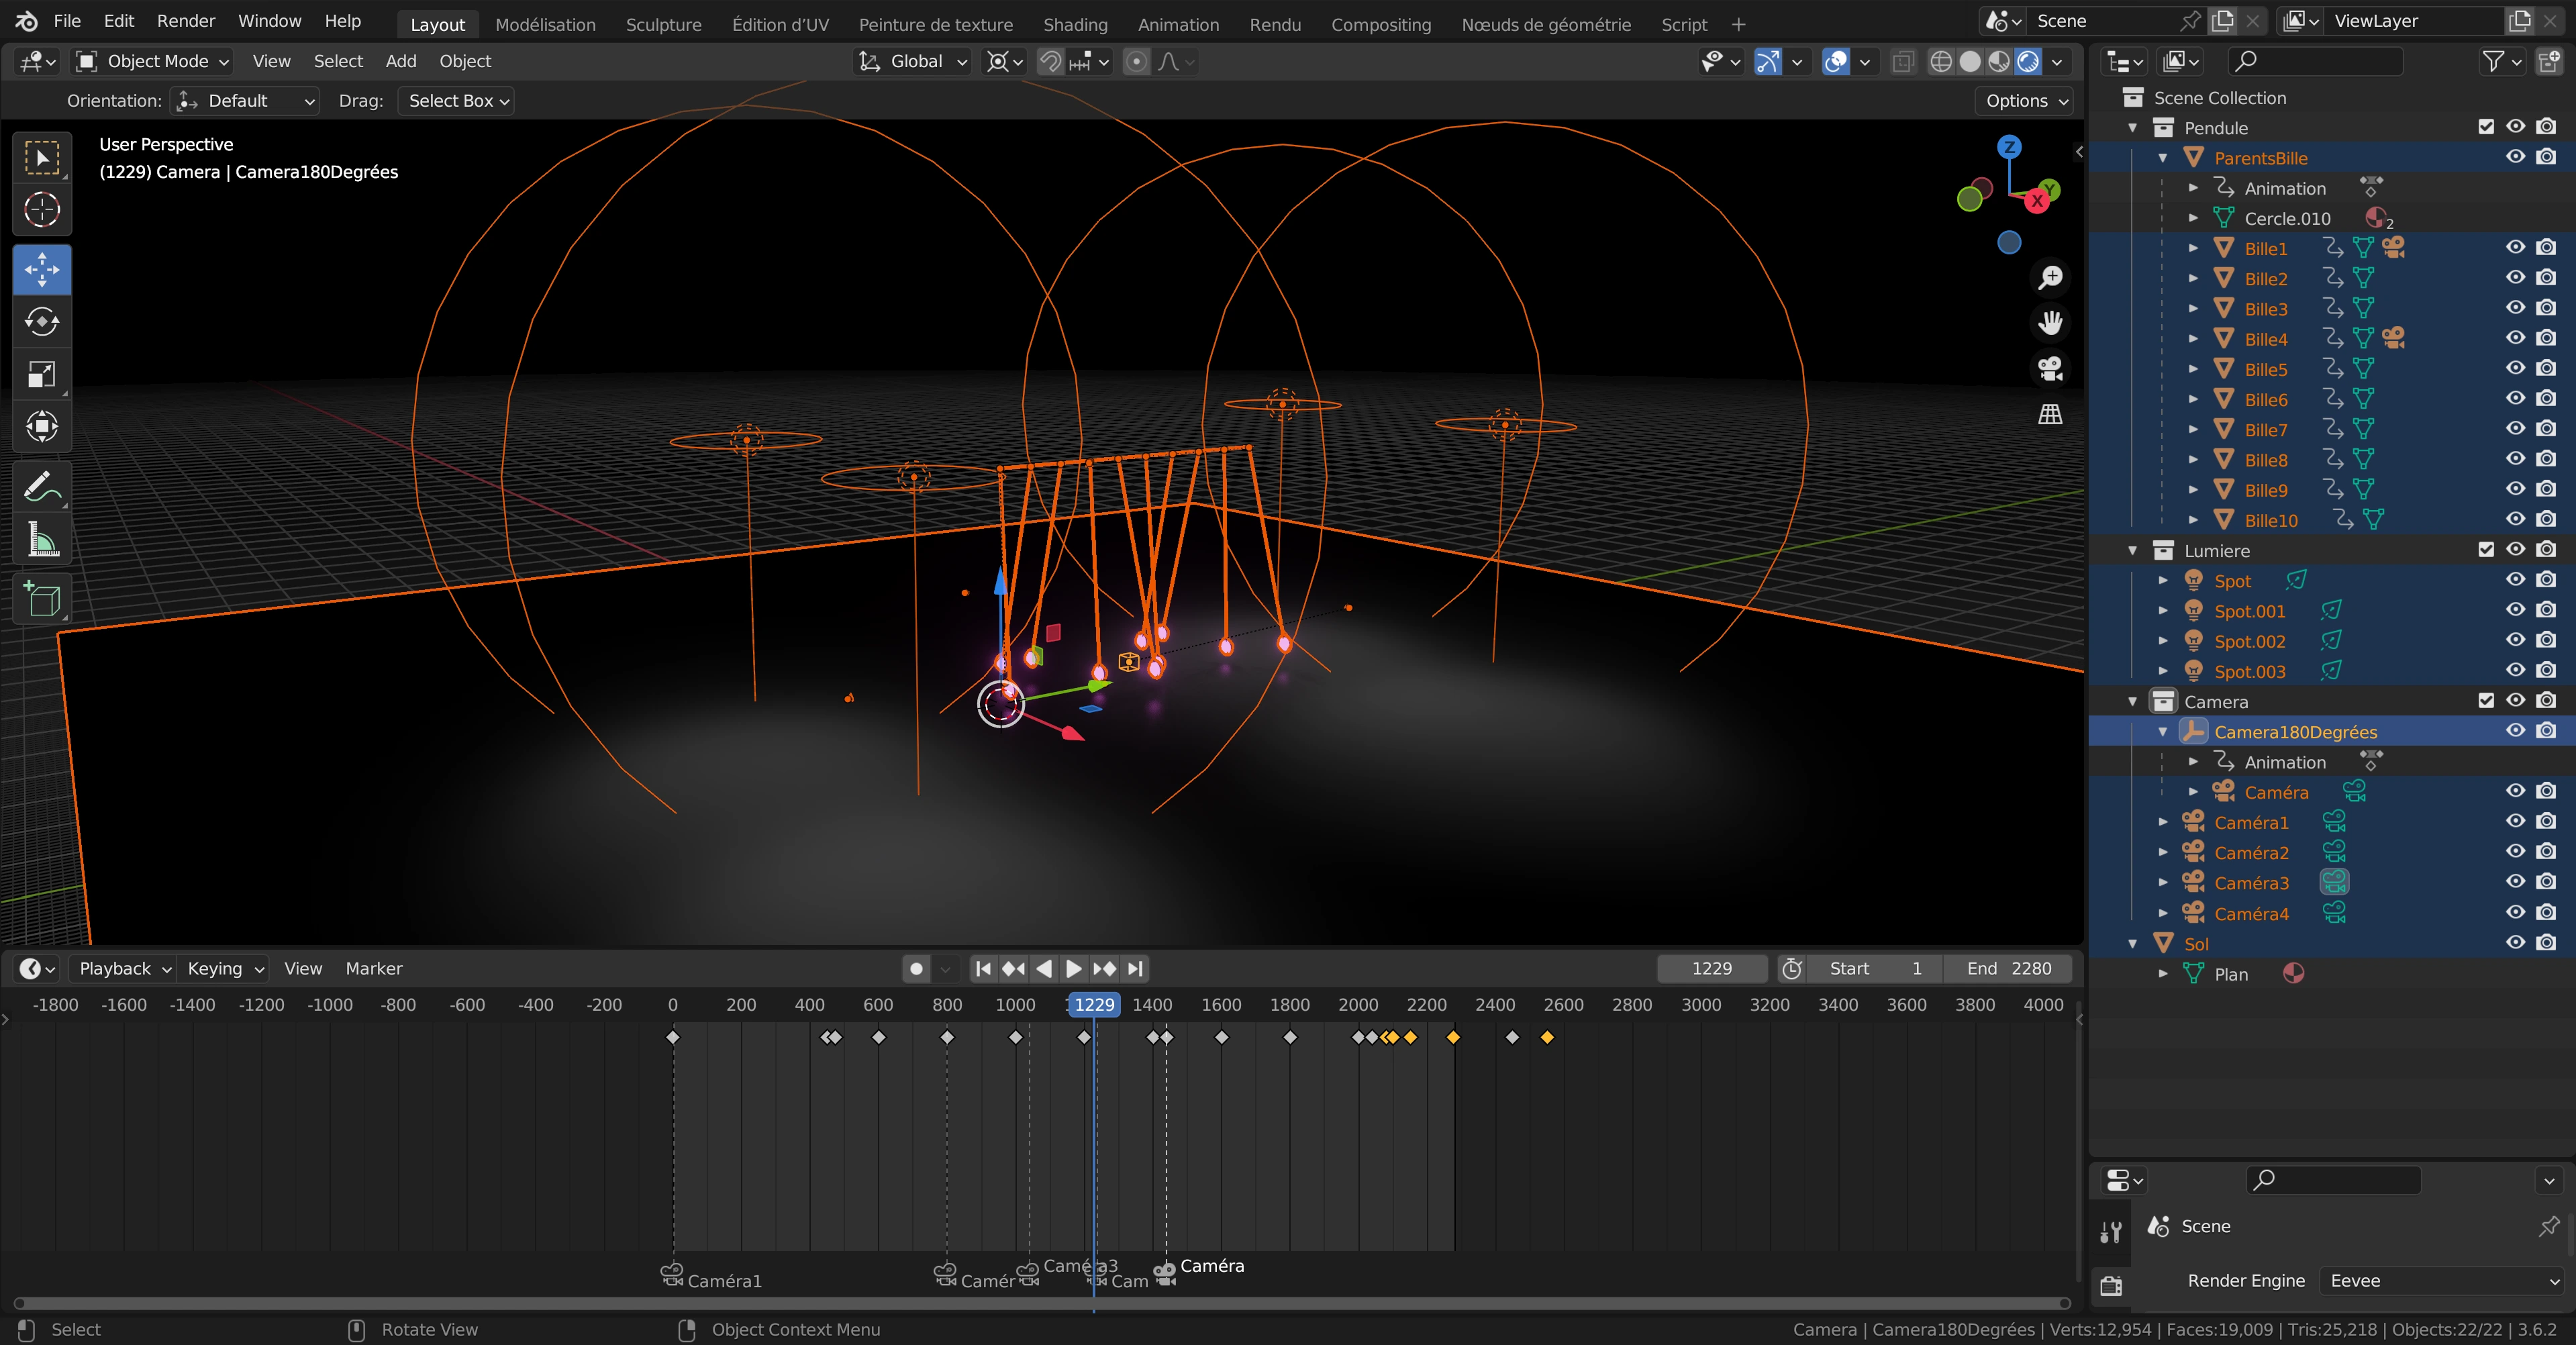 File Edit Render Window Help Layout Modélisation Sculpture Édition d'UV Peinture de texture Shading Animation Rendu Compositing Nœuds de géométrie Script + Scene ViewLayer
Object Mode View Select Add Object Global
Orientation: Default Drag: Select Box Options
User Perspective
(1229) Camera | Camera180Degrées
Z
Y
X
Scene Collection
Pendule
ParentsBille
Animation
Cercle.010 2
Bille1
Bille2
Bille3
Bille4
Bille5
Bille6
Bille7
Bille8
Bille9
Bille10
Lumiere
Spot
Spot.001
Spot.002
Spot.003
Camera
Camera180Degrées
Animation
Caméra
Caméra1
Caméra2
Caméra3
Caméra4
Sol
Plan
Playback Keying View Marker 1229 Start 1 End 2280
-1800 -1600 -1400 -1200 -1000 -800 -600 -400 -200 0 200 400 600 800 1000 1229 1400 1600 1800 2000 2200 2400 2600 2800 3000 3200 3400 3600 3800 4000
Caméra1 Camér Caméra3 Cam Caméra
Scene
Render Engine Eevee
Select Rotate View Object Context Menu Camera | Camera180Degrées | Verts:12,954 | Faces:19,009 | Tris:25,218 | Objects:22/22 | 3.6.2